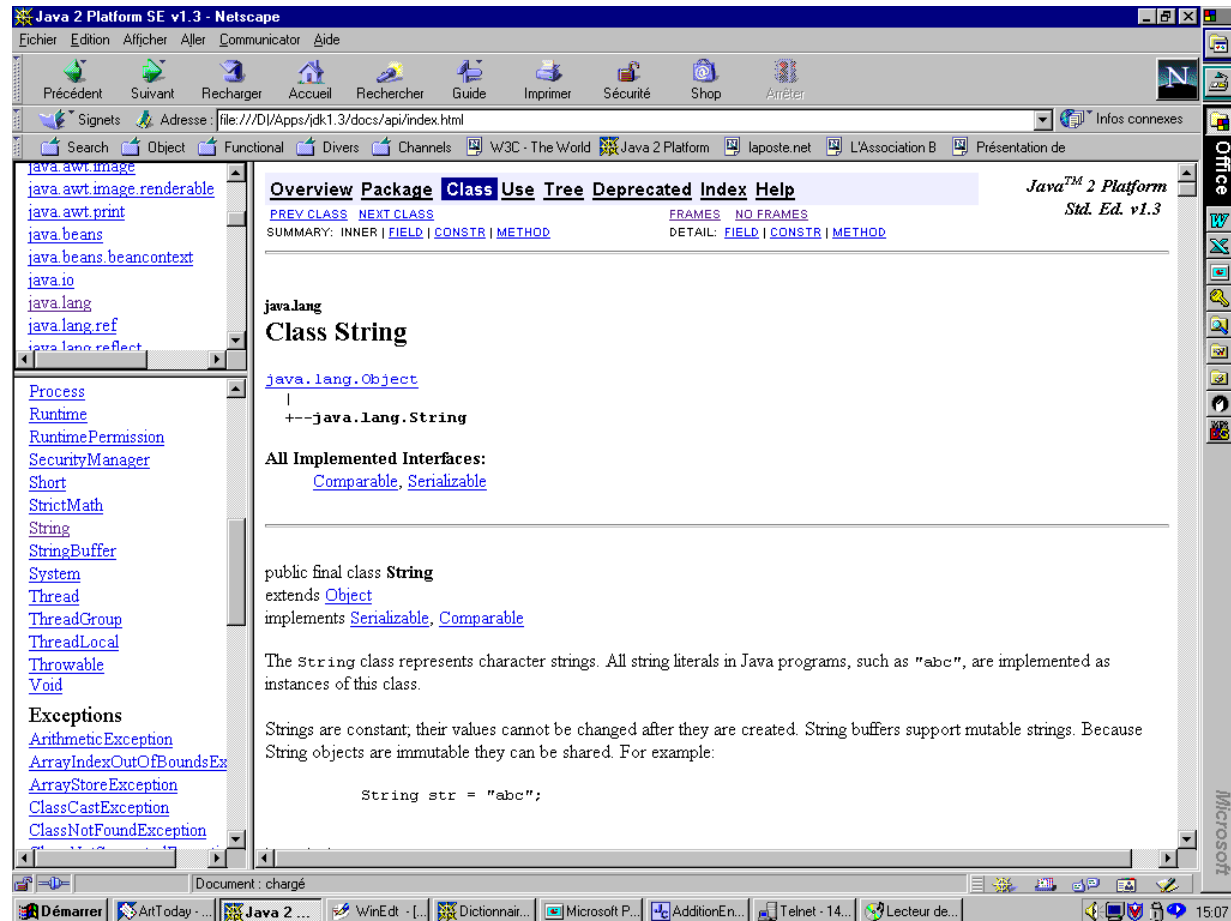 Java 2 Platform SE v1.3 - Netscape
Fichier Edition Afficher Aller Communicator Aide
Précédent Suivant Recharger Accueil Rechercher Guide Imprimer Sécurité Shop Arrêter
N
Signets Adresse : file:///D|/Apps/jdk1.3/docs/api/index.html Infos connexes
Search Object Functional Divers Channels W3C - The World Java 2 Platform laposte.net L'Association B Présentation de
java.awt.image
java.awt.image.renderable
java.awt.print
java.beans
java.beans.beancontext
java.io
java.lang
java.lang.ref
java.lang.reflect
Process
Runtime
RuntimePermission
SecurityManager
Short
StrictMath
String
StringBuffer
System
Thread
ThreadGroup
ThreadLocal
Throwable
Void
Exceptions
ArithmeticException
ArrayIndexOutOfBoundsEx
ArrayStoreException
ClassCastException
ClassNotFoundException
Overview Package Class Use Tree Deprecated Index Help
Java™ 2 Platform
Std. Ed. v1.3
PREV CLASS NEXT CLASS FRAMES NO FRAMES
SUMMARY: INNER | FIELD | CONSTR | METHOD DETAIL: FIELD | CONSTR | METHOD
java.lang
Class String
java.lang.Object
|
+--java.lang.String
All Implemented Interfaces:
Comparable, Serializable
public final class String
extends Object
implements Serializable, Comparable
The String class represents character strings. All string literals in Java programs, such as "abc", are implemented as
instances of this class.
Strings are constant; their values cannot be changed after they are created. String buffers support mutable strings. Because
String objects are immutable they can be shared. For example:
String str = "abc";
Document : chargé
Office
Microsoft
Démarrer ArtToday - ... Java 2 ... WinEdt - [... Dictionnair... Microsoft P... AdditionEn... Telnet - 14... Lecteur de... 15:09